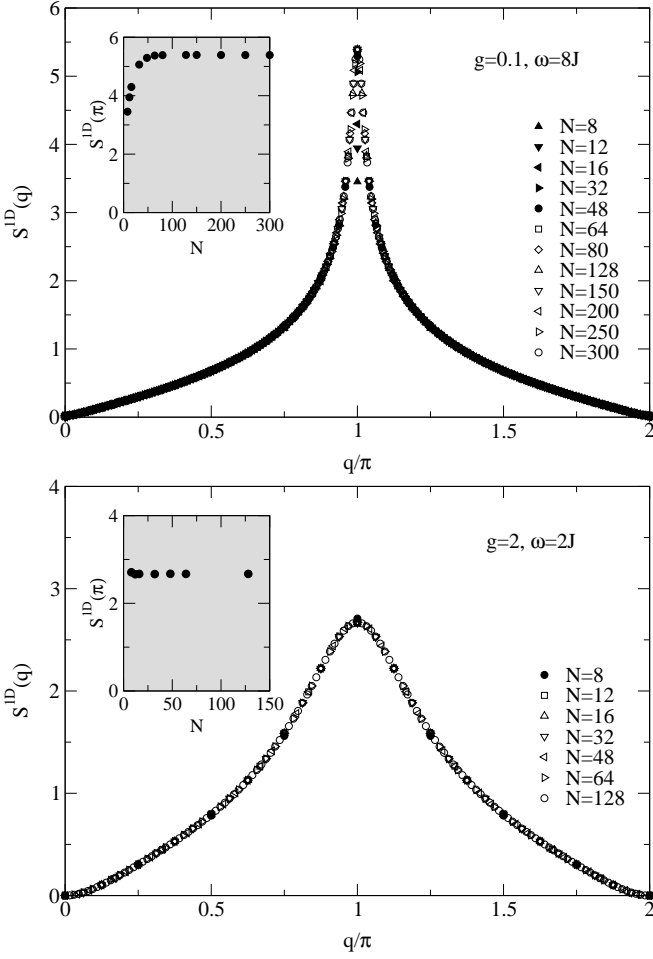 6
5
4
3
2
1
0
S^1D(q)
0
0.5
1
1.5
2
q/π
g=0.1, ω=8J
N=8
N=12
N=16
N=32
N=48
N=64
N=80
N=128
N=150
N=200
N=250
N=300
6
4
2
0
S^1D(π)
0
100
200
300
N
4
3
2
1
0
S^1D(q)
0
0.5
1
1.5
2
q/π
g=2, ω=2J
N=8
N=12
N=16
N=32
N=48
N=64
N=128
4
2
0
S^1D(π)
0
50
100
150
N